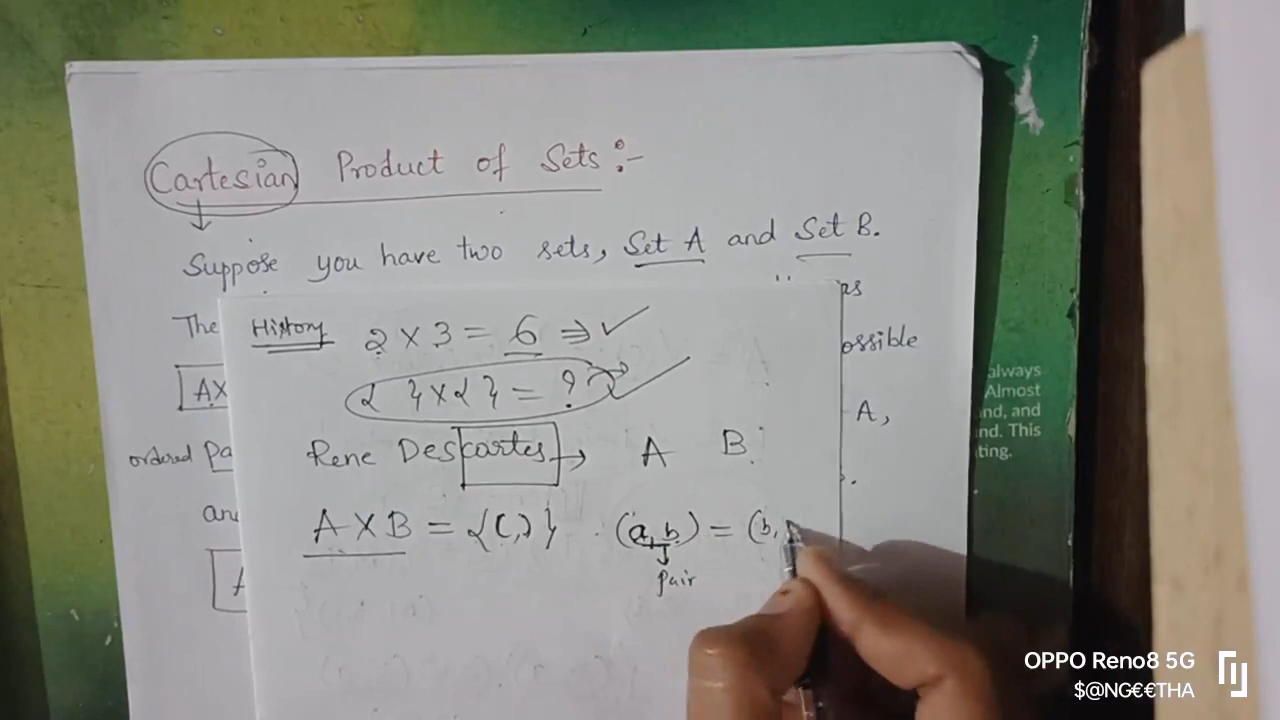 Cartesian Product of Sets :-
Suppose you have two sets, Set A and Set B.
The
ossible
AX
A,
ordered Pa
and
A
History 2 × 3 = 6 ⇒ ✓
{ } × { } = ?
Rene Descartes → A B
A × B = {(,)} (a, b) = (b,
Pair
always
Almost
nd, and
nd. This
ting.
OPPO Reno8 5G
$@NG€€THA